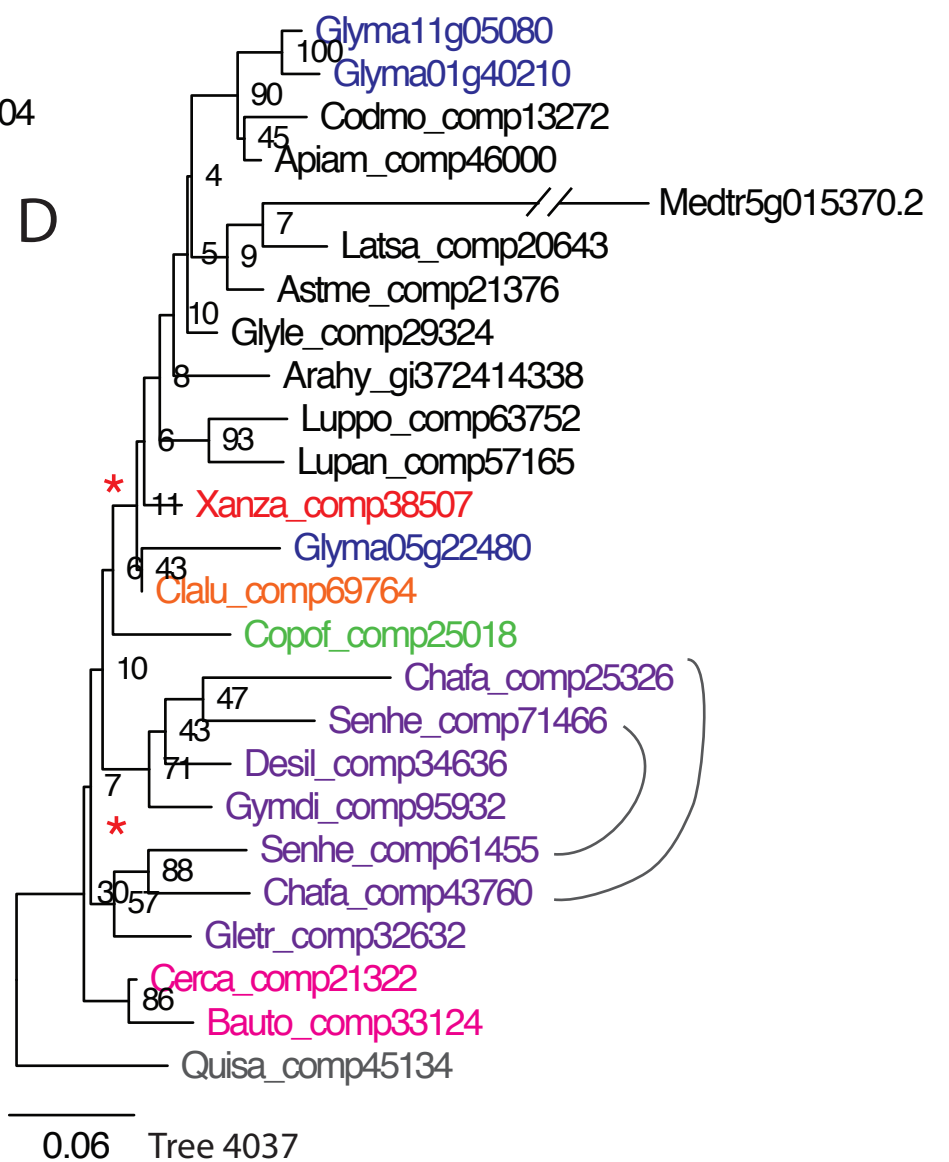 Glyma11g05080
100
Glyma01g40210
90
04
Codmo_comp13272
45
Apiam_comp46000
4
D
Medtr5g015370.2
7
Latsa_comp20643
5
9
Astme_comp21376
10
Glyle_comp29324
8
Arahy_gi372414338
Luppo_comp63752
6
93
Lupan_comp57165
*
11
Xanza_comp38507
Glyma05g22480
6
43
Clalu_comp69764
Copof_comp25018
10
Chafa_comp25326
47
Senhe_comp71466
43
71
Desil_comp34636
7
Gymdi_comp95932
*
Senhe_comp61455
88
30
57
Chafa_comp43760
Gletr_comp32632
Cerca_comp21322
86
Bauto_comp33124
Quisa_comp45134
0.06
Tree 4037